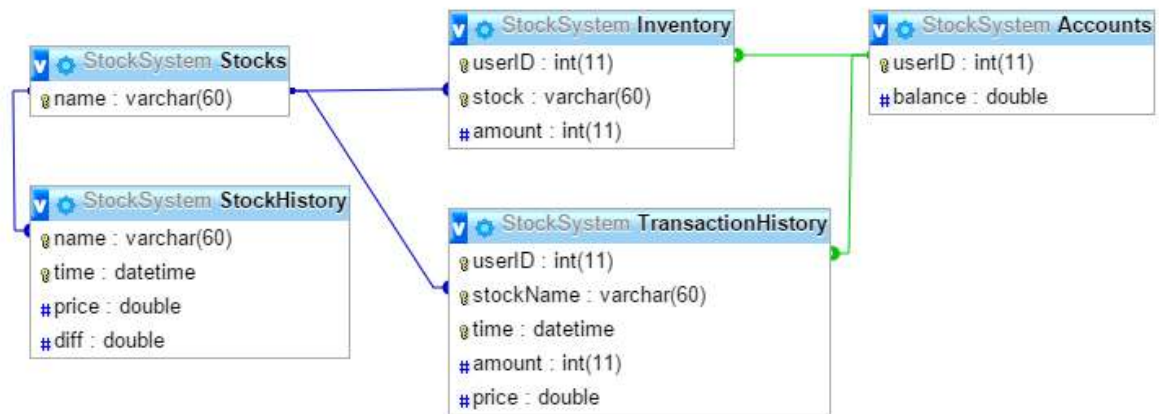 StockSystem Stocks
name : varchar(60)
StockSystem StockHistory
name : varchar(60)
time : datetime
# price : double
# diff : double
StockSystem Inventory
userID : int(11)
stock : varchar(60)
# amount : int(11)
StockSystem TransactionHistory
userID : int(11)
stockName : varchar(60)
time : datetime
# amount : int(11)
# price : double
StockSystem Accounts
userID : int(11)
# balance : double